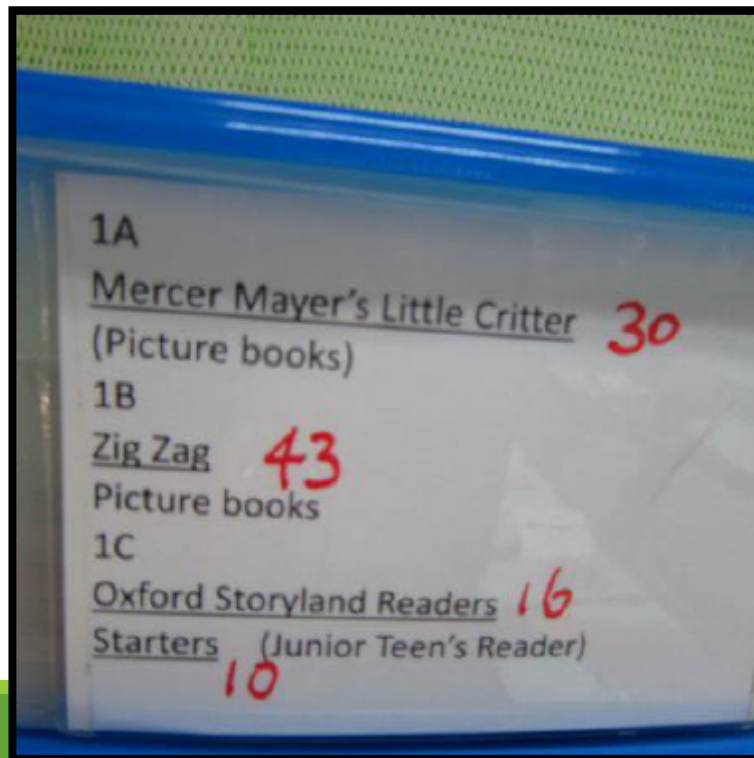 1A
Mercer Mayer's Little Critter 30
(Picture books)
1B
Zig Zag 43
Picture books
1C
Oxford Storyland Readers 16
Starters (Junior Teen's Reader)
10